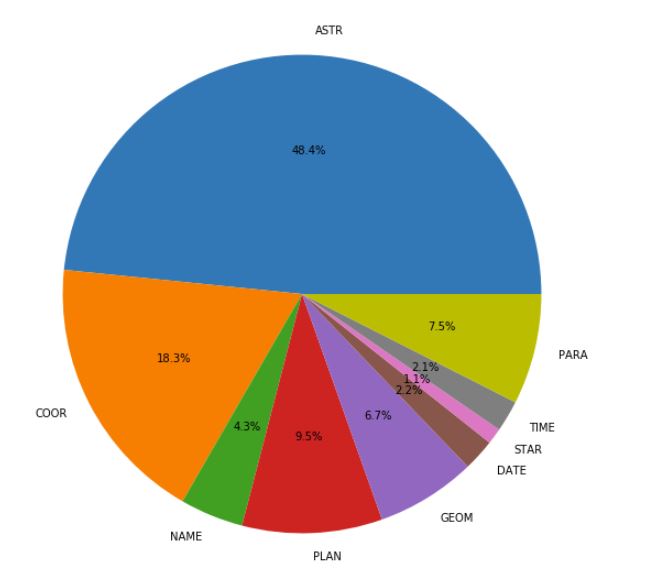 ASTR
48.4%
7.5%
PARA
18.3%
2.1%
1.1%
2.2%
COOR
4.3%
6.7%
9.5%
TIME
STAR
DATE
GEOM
NAME
PLAN